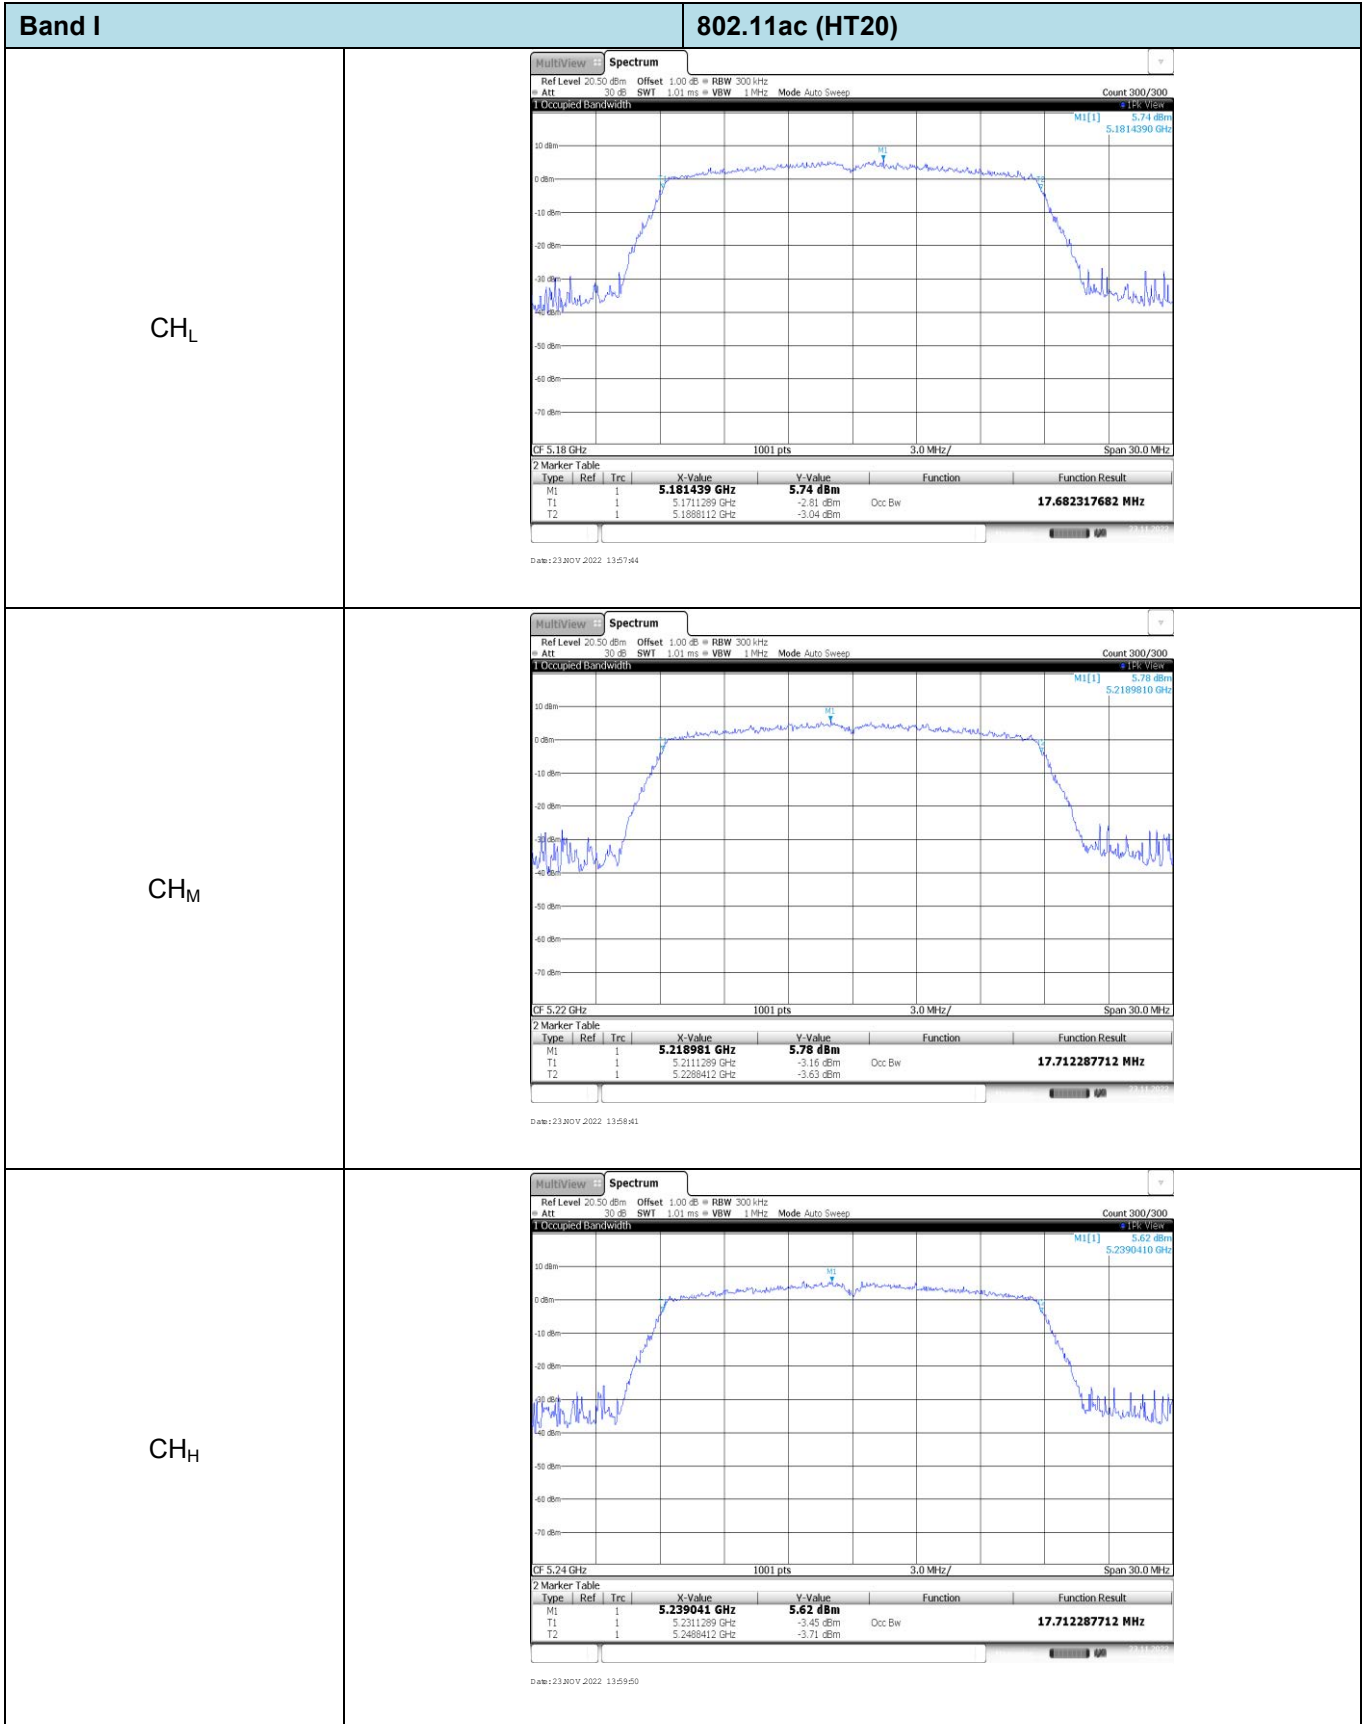 Band I 802.11ac (HT20)
CHL
MultiView Spectrum
Ref Level 20.50 dBm Offset 1.00 dB RBW 300 kHz
Att 30 dB SWT 1.01 ms VBW 1 MHz Mode Auto Sweep Count 300/300
1 Occupied Bandwidth 1Pk View
M1[1] 5.74 dBm
5.1814390 GHz
M1
10 dBm
0 dBm
-10 dBm
-20 dBm
-30 dBm
-40 dBm
-50 dBm
-60 dBm
-70 dBm
CF 5.18 GHz 1001 pts 3.0 MHz/ Span 30.0 MHz
2 Marker Table
Type Ref Trc X-Value Y-Value Function Function Result
M1 1 5.181439 GHz 5.74 dBm
T1 1 5.1711289 GHz -2.81 dBm Occ Bw 17.682317682 MHz
T2 1 5.1888112 GHz -3.04 dBm
Date: 23.NOV.2022 13:57:44
CHM
MultiView Spectrum
Ref Level 20.50 dBm Offset 1.00 dB RBW 300 kHz
Att 30 dB SWT 1.01 ms VBW 1 MHz Mode Auto Sweep Count 300/300
1 Occupied Bandwidth 1Pk View
M1[1] 5.78 dBm
5.2189810 GHz
M1
10 dBm
0 dBm
-10 dBm
-20 dBm
-30 dBm
-40 dBm
-50 dBm
-60 dBm
-70 dBm
CF 5.22 GHz 1001 pts 3.0 MHz/ Span 30.0 MHz
2 Marker Table
Type Ref Trc X-Value Y-Value Function Function Result
M1 1 5.218981 GHz 5.78 dBm
T1 1 5.2111289 GHz -3.16 dBm Occ Bw 17.712287712 MHz
T2 1 5.2288412 GHz -3.63 dBm
Date: 23.NOV.2022 13:58:41
CHH
MultiView Spectrum
Ref Level 20.50 dBm Offset 1.00 dB RBW 300 kHz
Att 30 dB SWT 1.01 ms VBW 1 MHz Mode Auto Sweep Count 300/300
1 Occupied Bandwidth 1Pk View
M1[1] 5.62 dBm
5.2390410 GHz
M1
10 dBm
0 dBm
-10 dBm
-20 dBm
-30 dBm
-40 dBm
-50 dBm
-60 dBm
-70 dBm
CF 5.24 GHz 1001 pts 3.0 MHz/ Span 30.0 MHz
2 Marker Table
Type Ref Trc X-Value Y-Value Function Function Result
M1 1 5.239041 GHz 5.62 dBm
T1 1 5.2311289 GHz -3.45 dBm Occ Bw 17.712287712 MHz
T2 1 5.2488412 GHz -3.71 dBm
Date: 23.NOV.2022 13:59:50